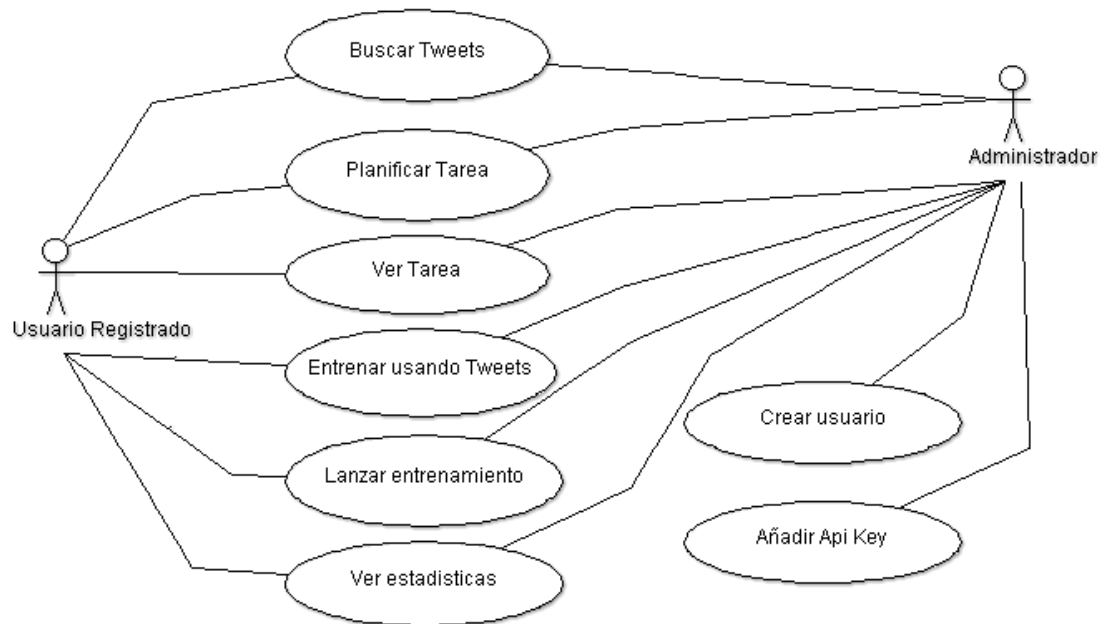 Buscar Tweets
Planificar Tarea
Administrador
Ver Tarea
Usuario Registrado
Entrenar usando Tweets
Crear usuario
Lanzar entrenamiento
Añadir Api Key
Ver estadisticas